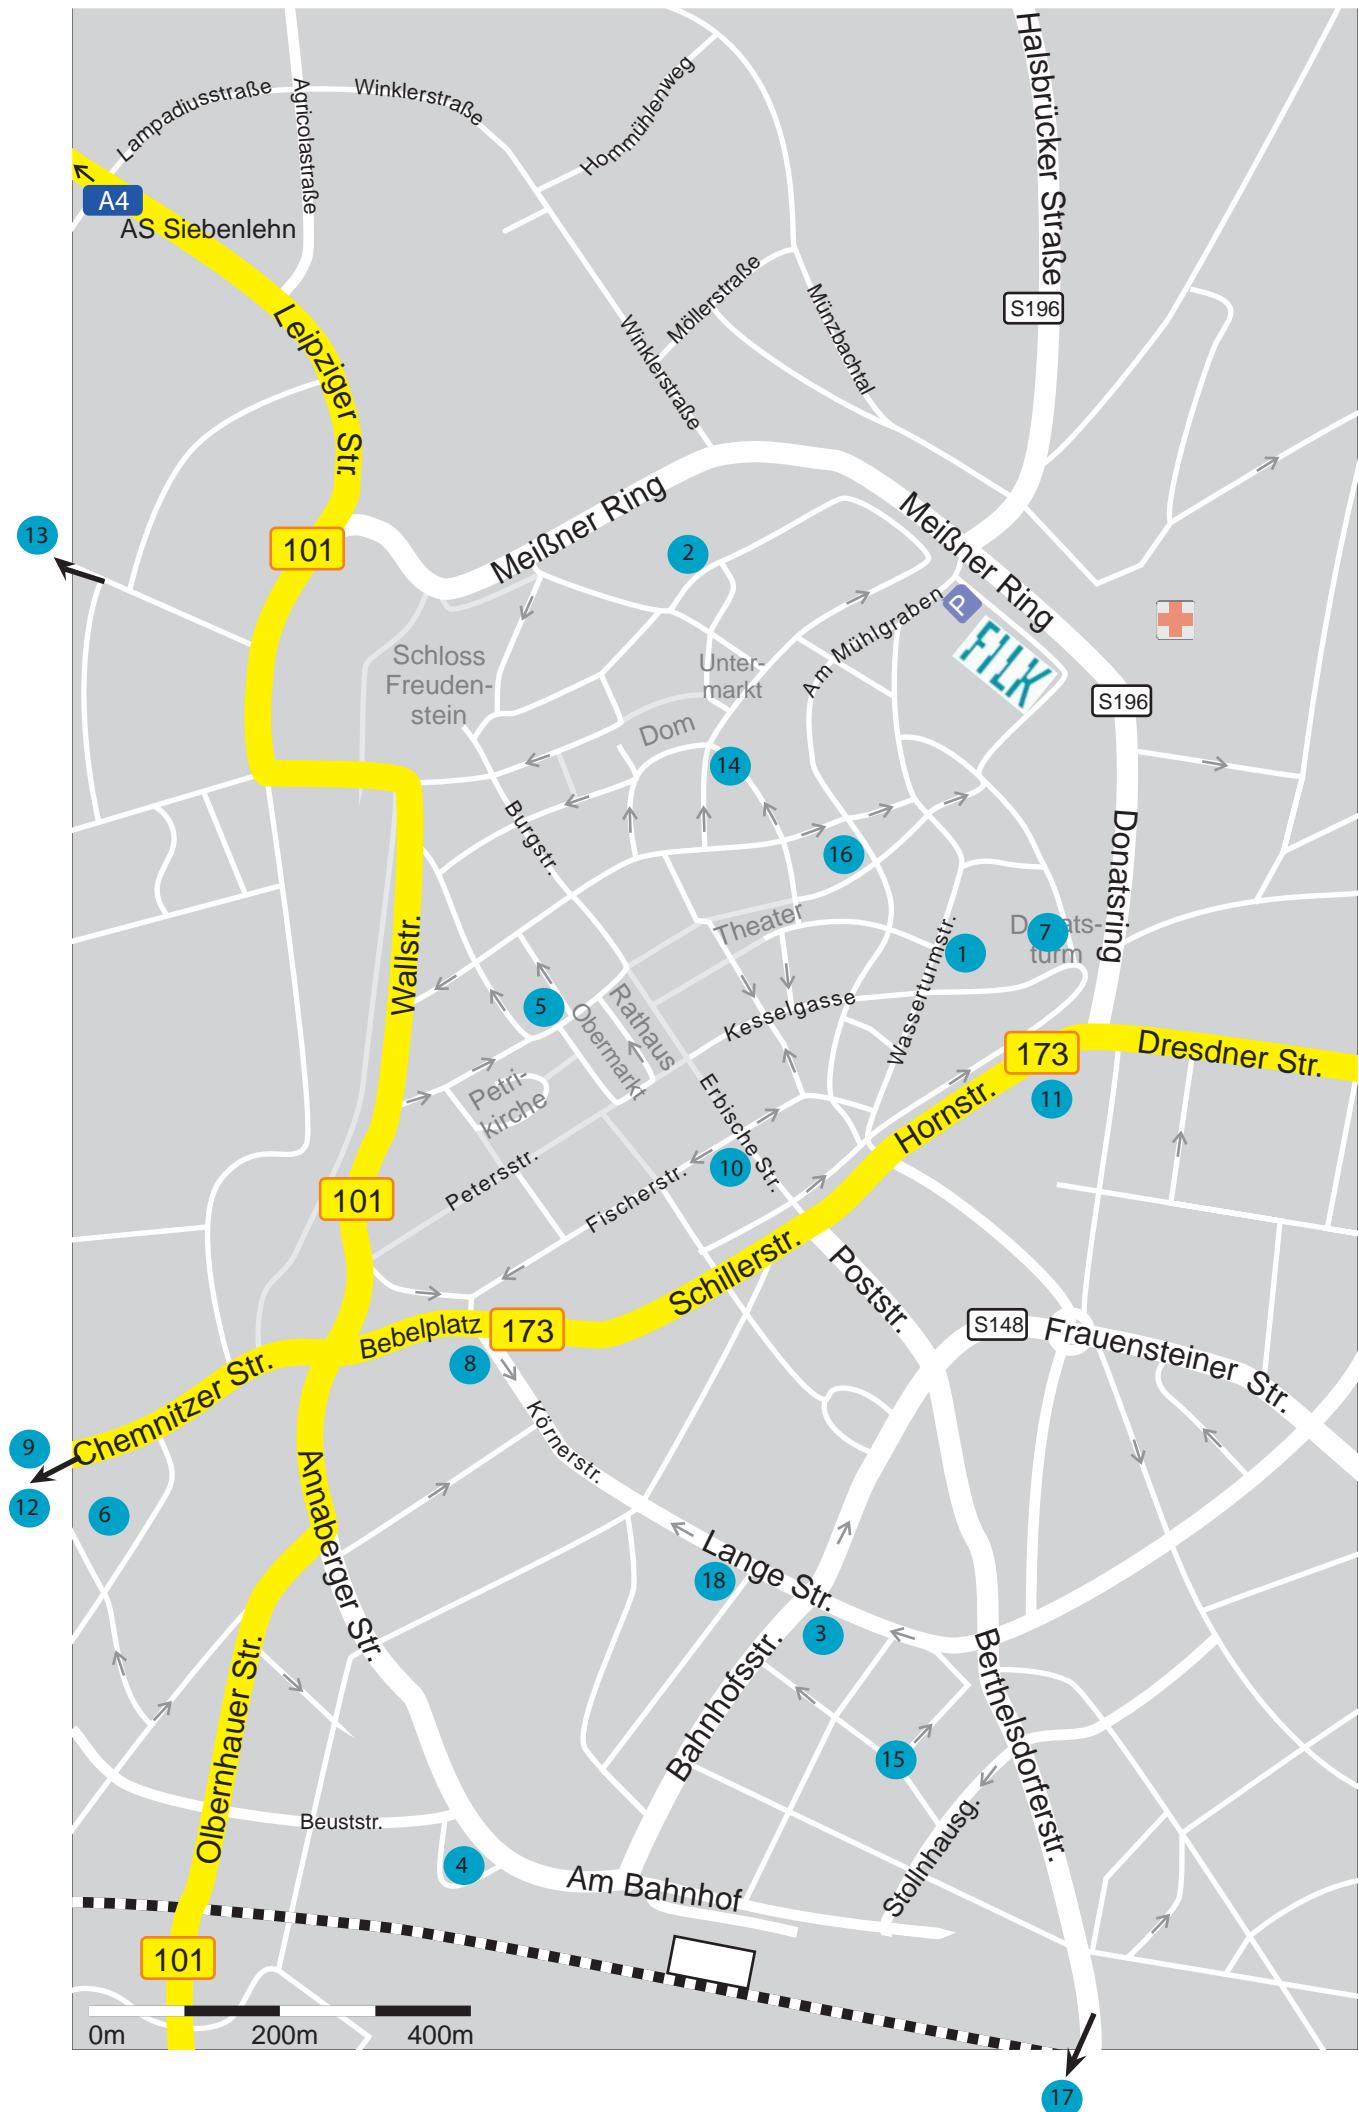 Halsbrücker Straße
Lampadiusstraße
Agricolastraße
Winklerstraße
Hommühlenweg
A4
AS Siebenlehn
Leipziger Str.
Möllerstraße
Münzbachtal
Winklerstraße
S196
13
101
Meißner Ring
2
Meißner Ring
P
FILK
Am Mühlgraben
Schloss
Freuden-
stein
Unter-
markt
Dom
S196
14
Burgstr.
16
Donatsring
Wallstr.
Theater
Wasserturmstr.
1
7
turm
5
Rathaus
Obermarkt
Kesselgasse
173
Dresdner Str.
Petri-
kirche
Erbische Str.
Hornstr.
11
10
Petersstr.
Fischerstr.
101
Schillerstr.
Poststr.
Bebelplatz
173
S148
Frauensteiner Str.
8
Chemnitzer Str.
9
12
6
Körnerstr.
Annaberger Str.
Lange Str.
18
3
Bahnhofsstr.
Berthelsdorferstr.
Olbernhauer Str.
15
Beuststr.
Stollnhausg.
4
Am Bahnhof
101
0m
200m
400m
17